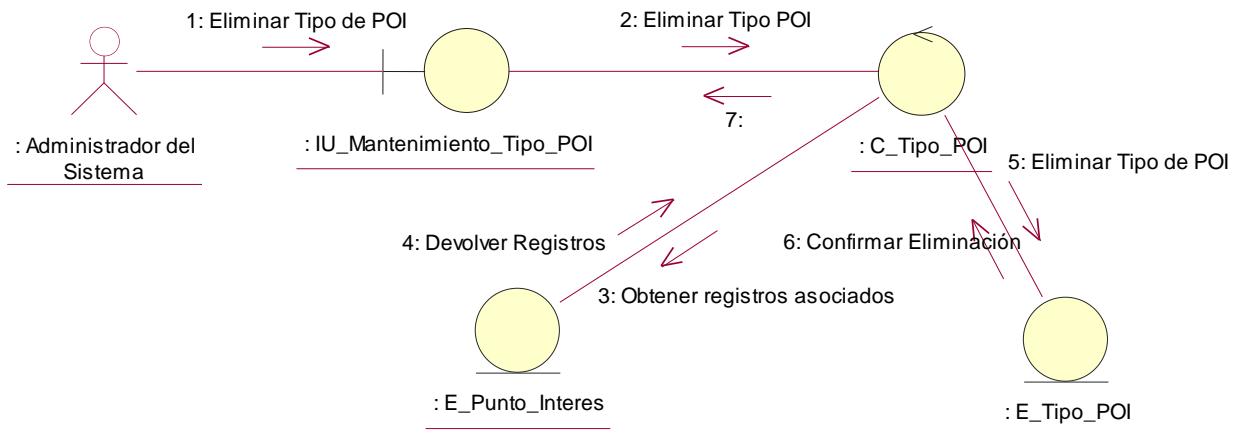 1: Eliminar Tipo de POI
2: Eliminar Tipo POI
7:
: Administrador del
Sistema
: IU_Mantenimiento_Tipo_POI
: C_Tipo_POI
5: Eliminar Tipo de POI
4: Devolver Registros
6: Confirmar Eliminación
3: Obtener registros asociados
: E_Punto_Interes
: E_Tipo_POI